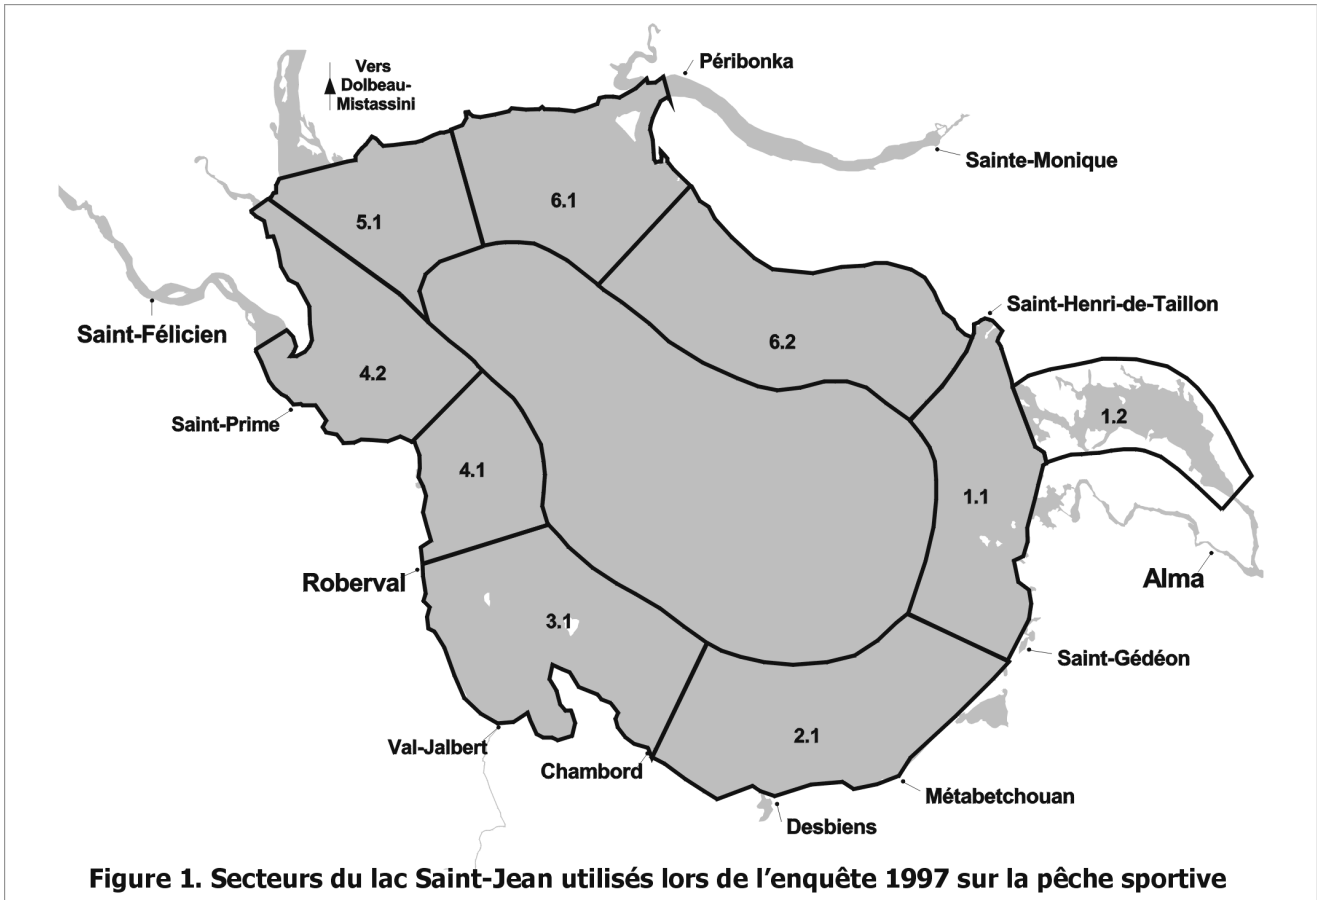 Péribonka
Vers
Dolbeau-
Mistassini
Sainte-Monique
6.1
5.1
Saint-Henri-de-Taillon
Saint-Félicien
6.2
4.2
1.2
Saint-Prime
4.1
1.1
Alma
Roberval
3.1
Saint-Gédéon
2.1
Val-Jalbert
Chambord
Métabetchouan
Desbiens
Figure 1. Secteurs du lac Saint-Jean utilisés lors de l'enquête 1997 sur la pêche sportive